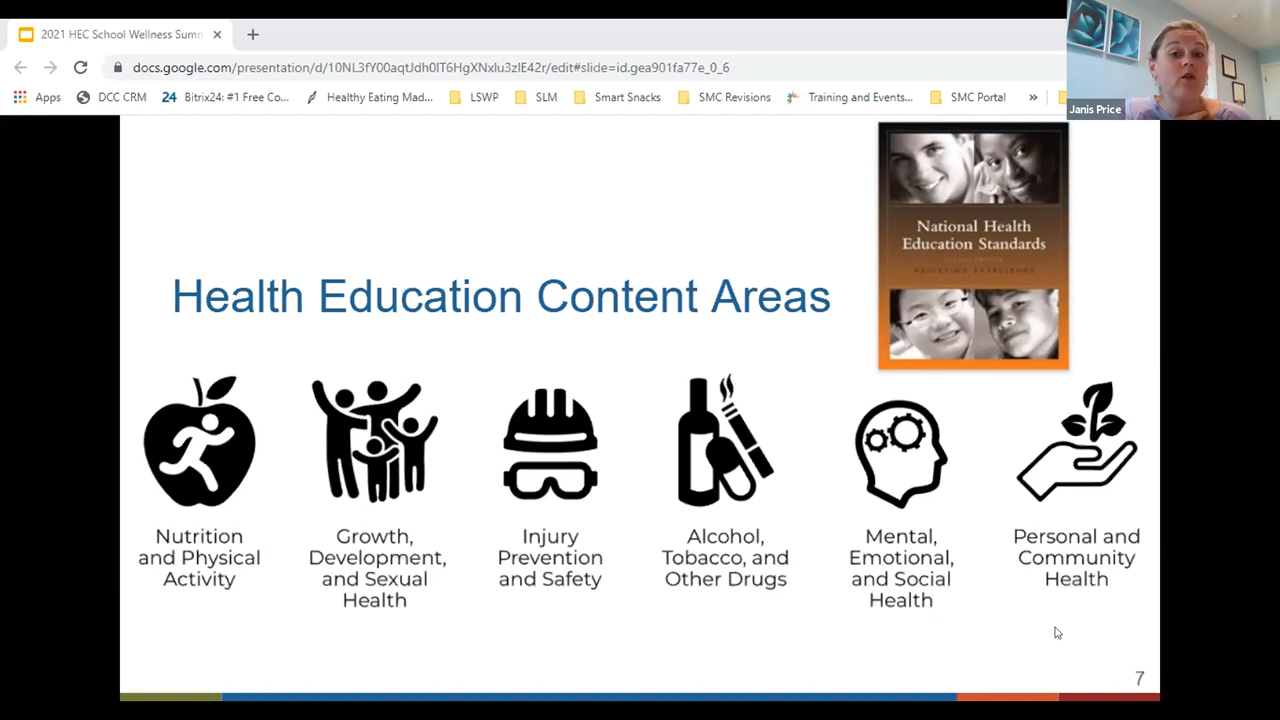 2021 HEC School Wellness Summ
docs.google.com/presentation/d/10NL3fY00aqtJdh0lT6HgXNxlu3zlE42r/edit#slide=id.gea901fa77e_0_6
Apps
DCC CRM
24 Bitrix24: #1 Free Co...
Healthy Eating Mad...
LSWP
SLM
Smart Snacks
SMC Revisions
Training and Events...
SMC Portal
»
Janis Price
National Health
Education Standards
ACHIEVING EXCELLENCE
Health Education Content Areas
Nutrition
and Physical
Activity
Growth,
Development,
and Sexual
Health
Injury
Prevention
and Safety
Alcohol,
Tobacco, and
Other Drugs
Mental,
Emotional,
and Social
Health
Personal and
Community
Health
7